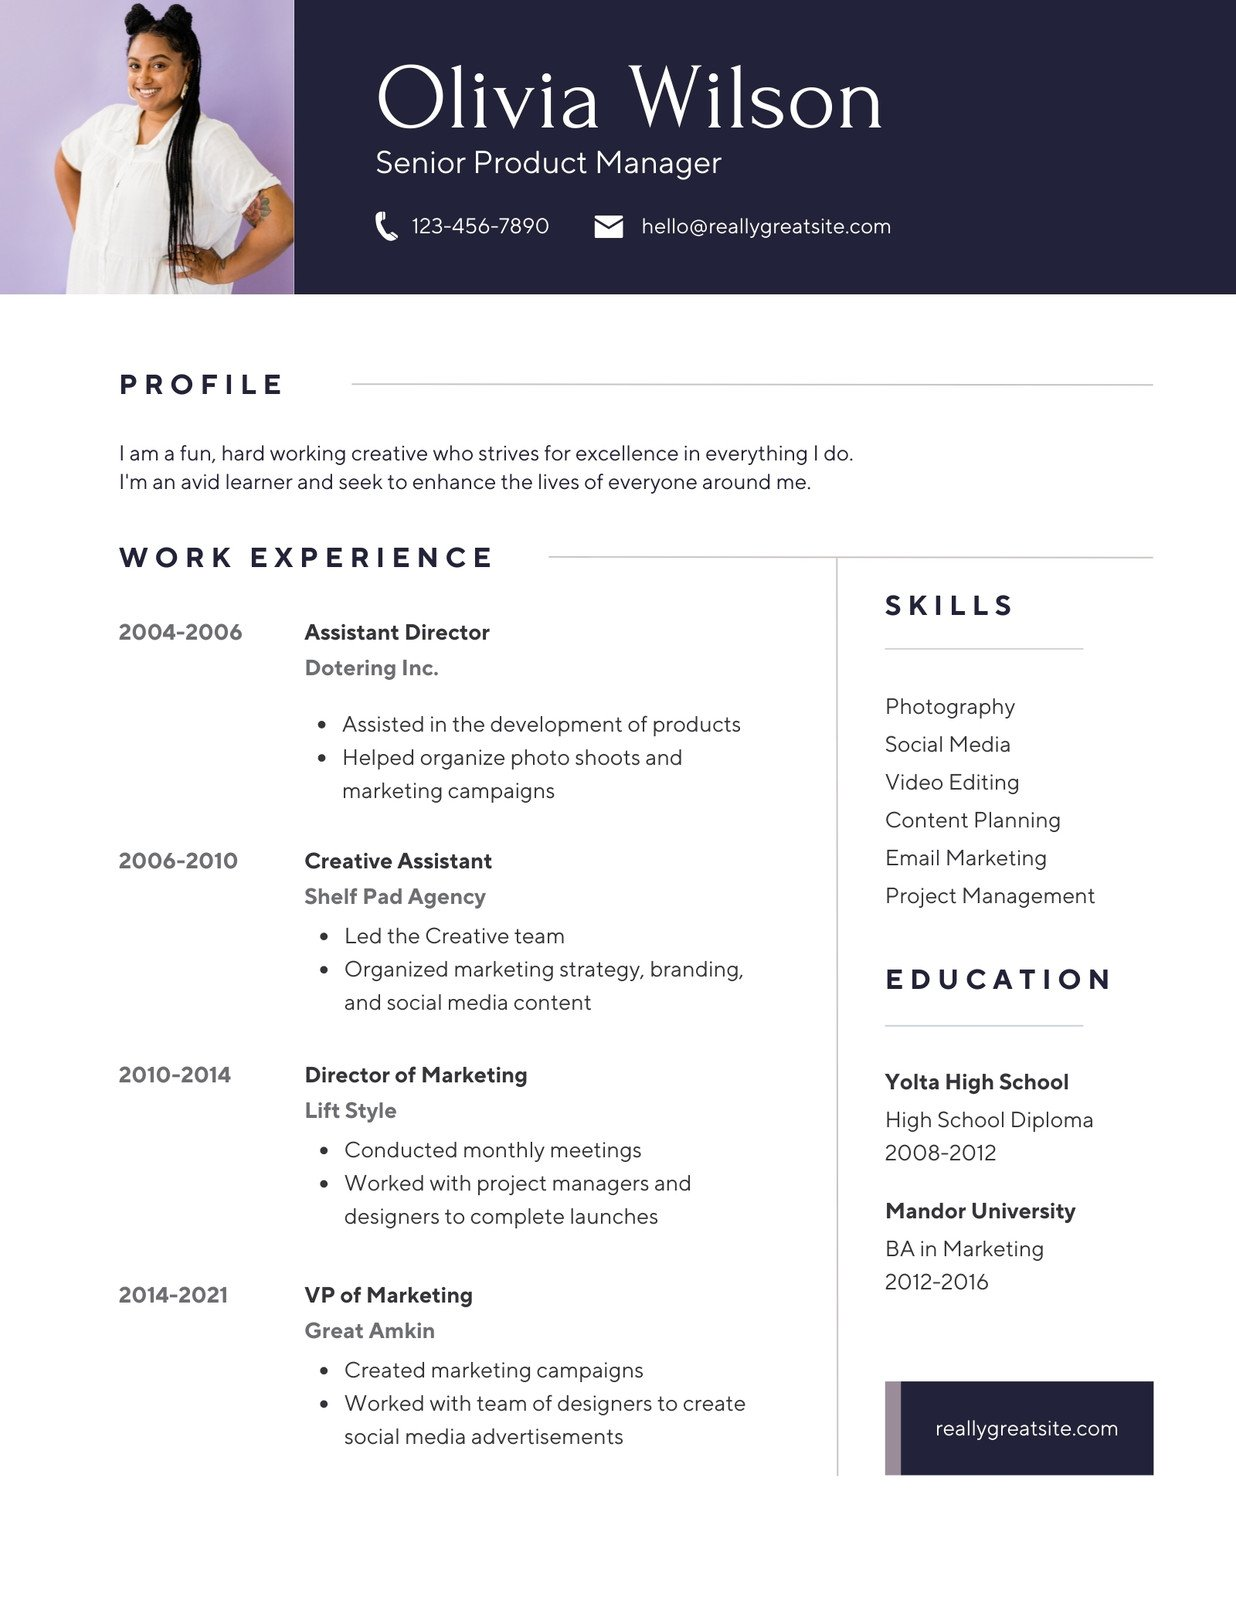 Olivia Wilson
Senior Product Manager
123-456-7890
hello@reallygreatsite.com
PROFILE
I am a fun, hard working creative who strives for excellence in everything I do.
I'm an avid learner and seek to enhance the lives of everyone around me.
WORK EXPERIENCE
2004-2006
Assistant Director
Dotering Inc.
• Assisted in the development of products
• Helped organize photo shoots and
marketing campaigns
2006-2010
Creative Assistant
Shelf Pad Agency
• Led the Creative team
• Organized marketing strategy, branding,
and social media content
2010-2014
Director of Marketing
Lift Style
• Conducted monthly meetings
• Worked with project managers and
designers to complete launches
2014-2021
VP of Marketing
Great Amkin
• Created marketing campaigns
• Worked with team of designers to create
social media advertisements
SKILLS
Photography
Social Media
Video Editing
Content Planning
Email Marketing
Project Management
EDUCATION
Yolta High School
High School Diploma
2008-2012
Mandor University
BA in Marketing
2012-2016
reallygreatsite.com